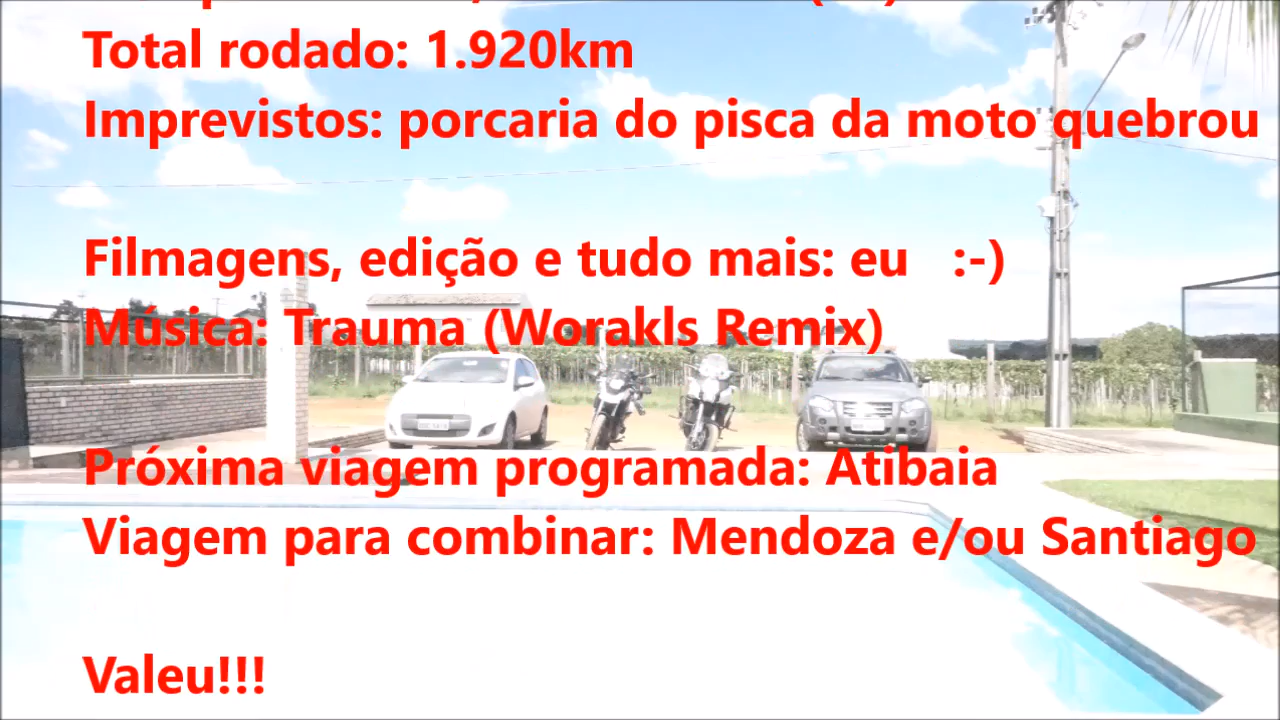 Total rodado: 1.920km
Imprevistos: porcaria do pisca da moto quebrou
Filmagens, edição e tudo mais: eu :-)
Música: Trauma (Worakls Remix)
Próxima viagem programada: Atibaia
Viagem para combinar: Mendoza e/ou Santiago
Valeu!!!